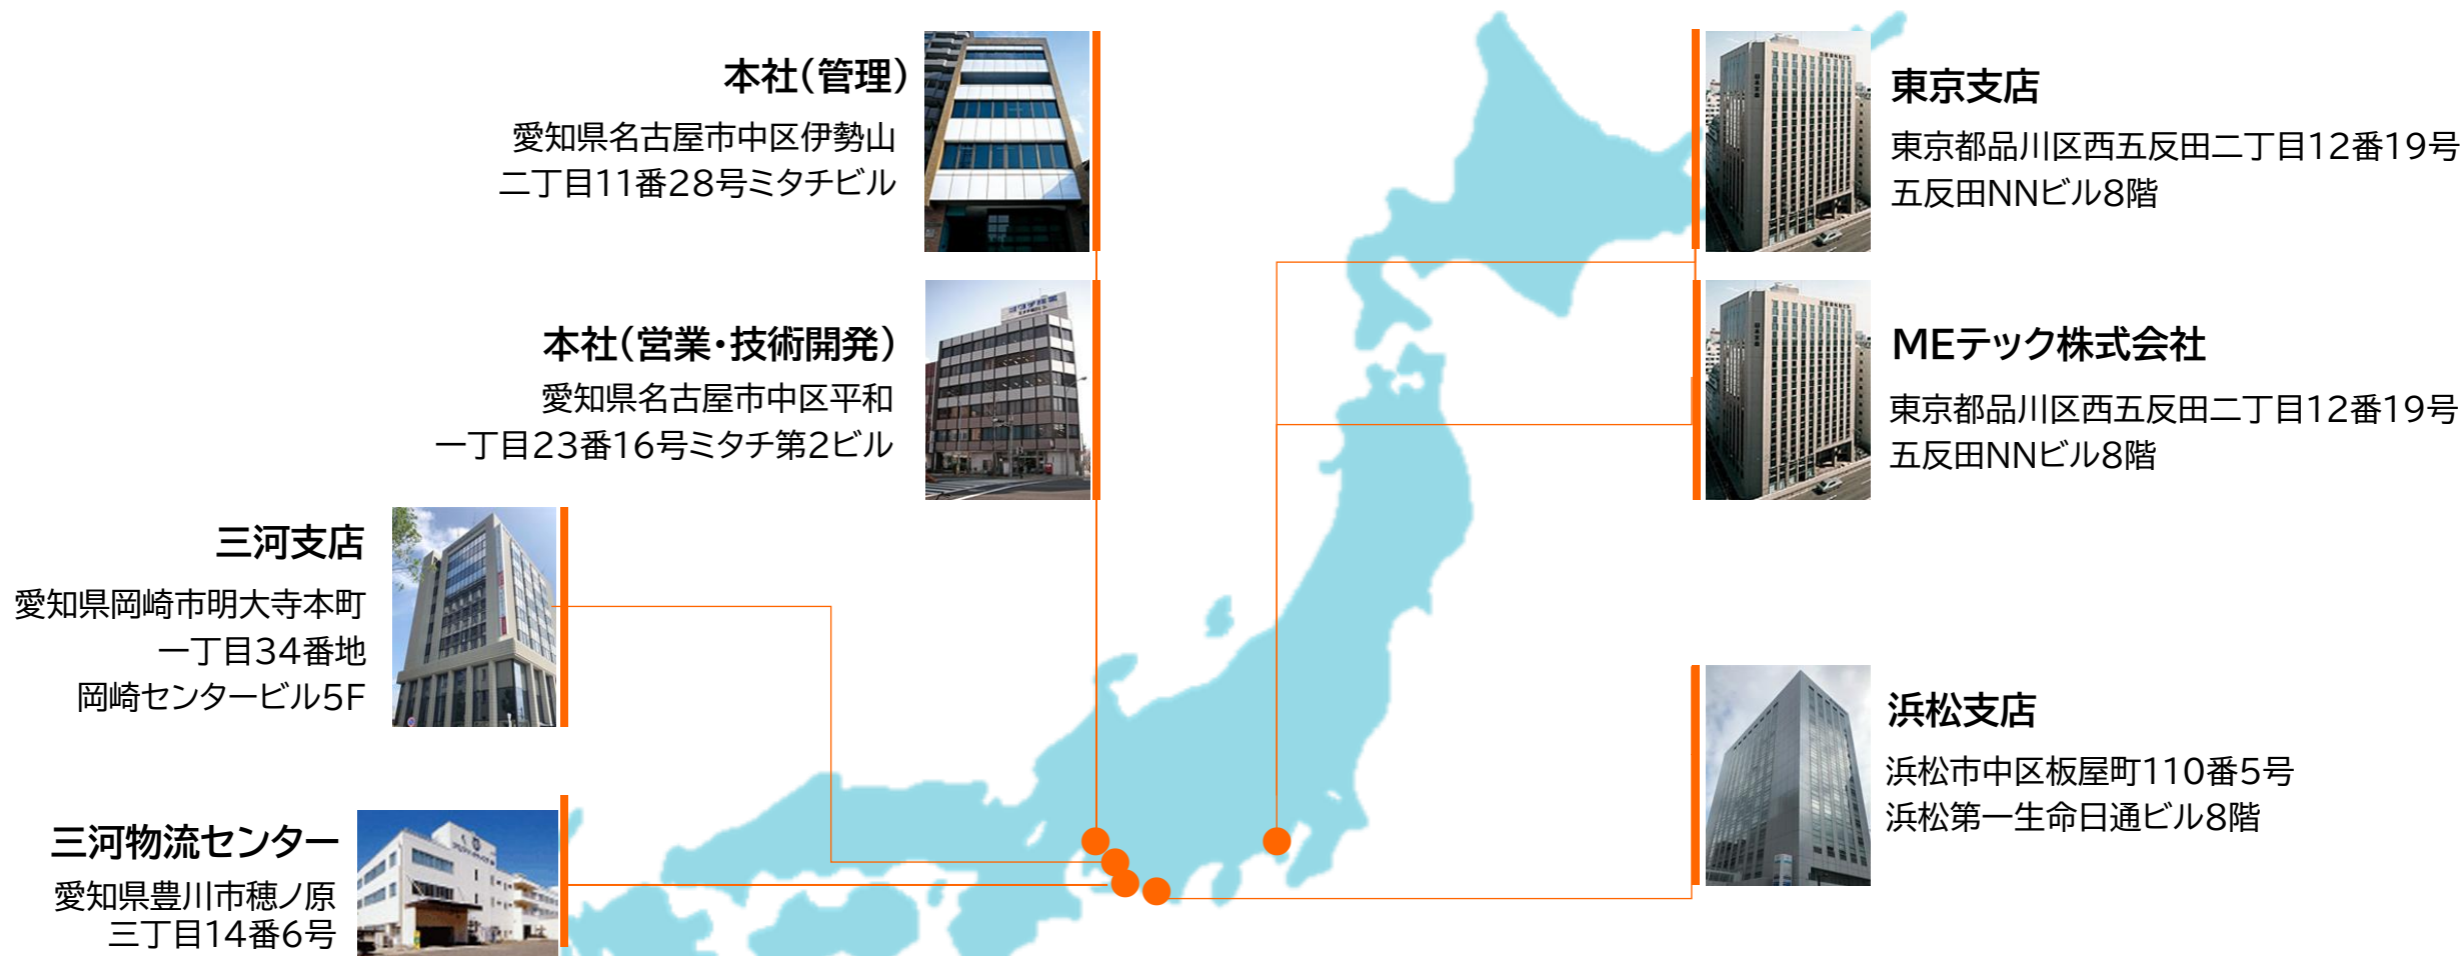 本社(管理)
愛知県名古屋市中区伊勢山
二丁目11番28号ミタチビル
本社(営業・技術開発)
愛知県名古屋市中区平和
一丁目23番16号ミタチ第2ビル
三河支店
愛知県岡崎市明大寺本町
一丁目34番地
岡崎センタービル5F
三河物流センター
愛知県豊川市穂ノ原
三丁目14番6号
東京支店
東京都品川区西五反田二丁目12番19号
五反田NNビル8階
MEテック株式会社
東京都品川区西五反田二丁目12番19号
五反田NNビル8階
浜松支店
浜松市中区板屋町110番5号
浜松第一生命日通ビル8階